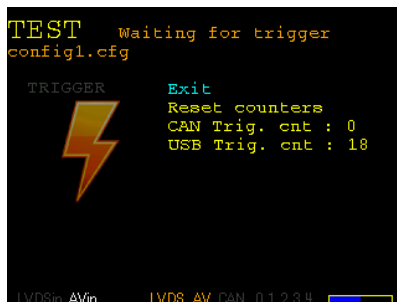 TEST Waiting for trigger
config1.cfg
TRIGGER
Exit
Reset counters
CAN Trig. cnt : 0
USB Trig. cnt : 18
LVDSin AVin LVDS AV CAN 0 1 2 3 4